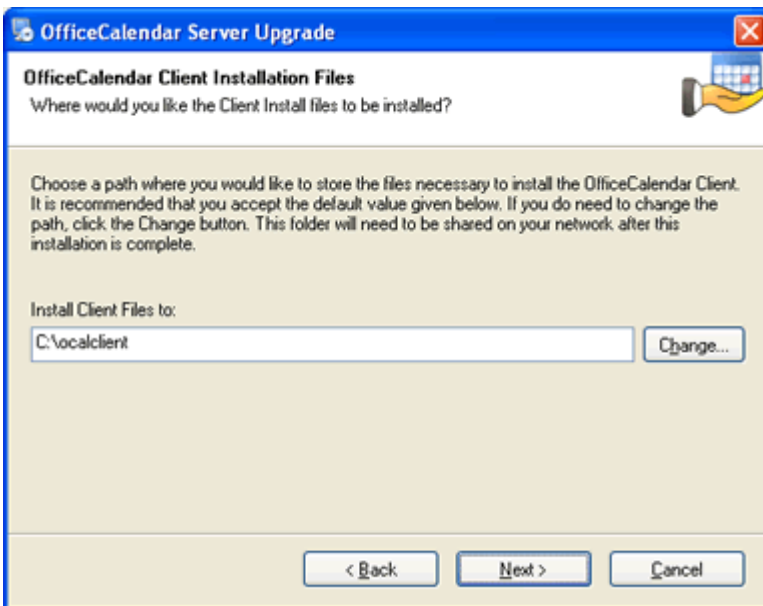 OfficeCalendar Server Upgrade
OfficeCalendar Client Installation Files
Where would you like the Client Install files to be installed?
Choose a path where you would like to store the files necessary to install the OfficeCalendar Client.
It is recommended that you accept the default value given below. If you do need to change the
path, click the Change button. This folder will need to be shared on your network after this
installation is complete.
Install Client Files to:
C:\ocalclient
Change...
< Back
Next >
Cancel